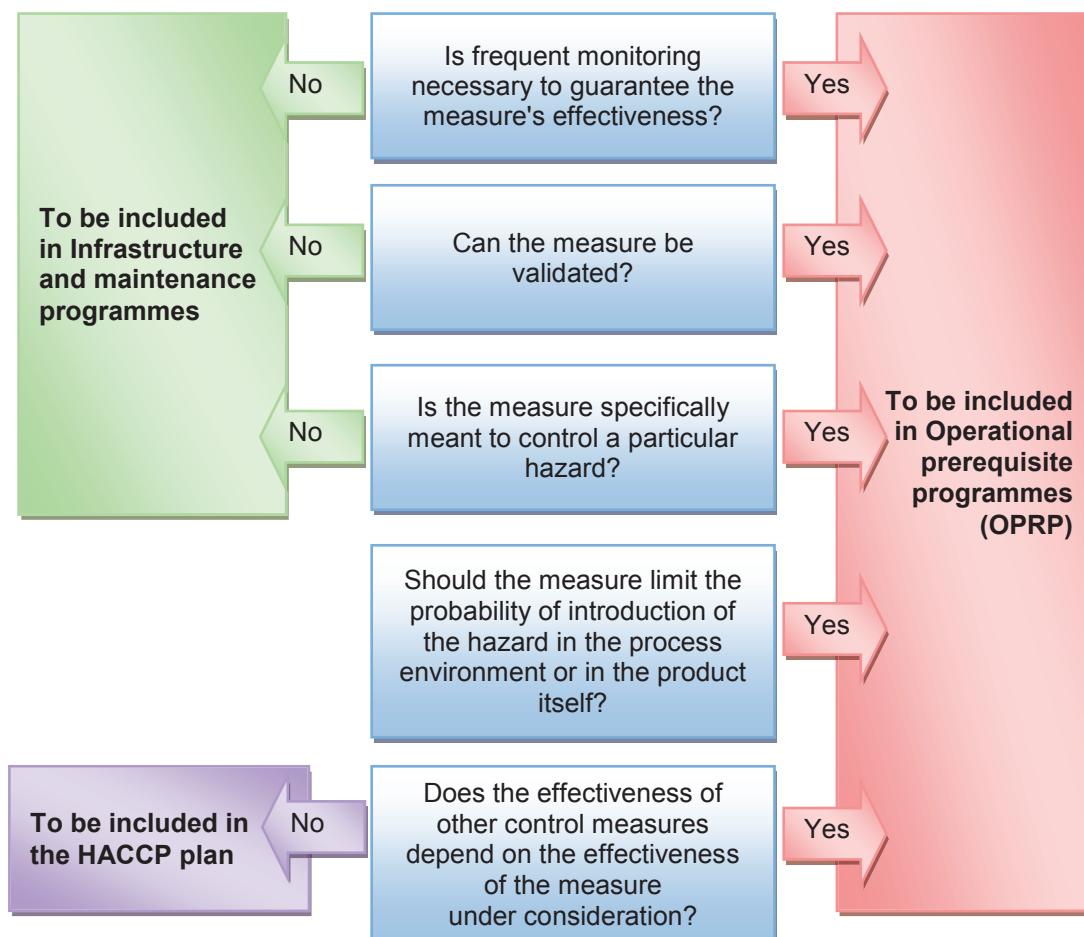 Is frequent monitoring
necessary to guarantee the
measure's effectiveness?
No
Yes
To be included
in Infrastructure
and maintenance
programmes
Can the measure be
validated?
No
Yes
Is the measure specifically
meant to control a particular
hazard?
No
Yes
To be included
in Operational
prerequisite
programmes
(OPRP)
Should the measure limit the
probability of introduction of
the hazard in the process
environment or in the product
itself?
Yes
To be included in
the HACCP plan
No
Does the effectiveness of
other control measures
depend on the effectiveness
of the measure
under consideration?
Yes